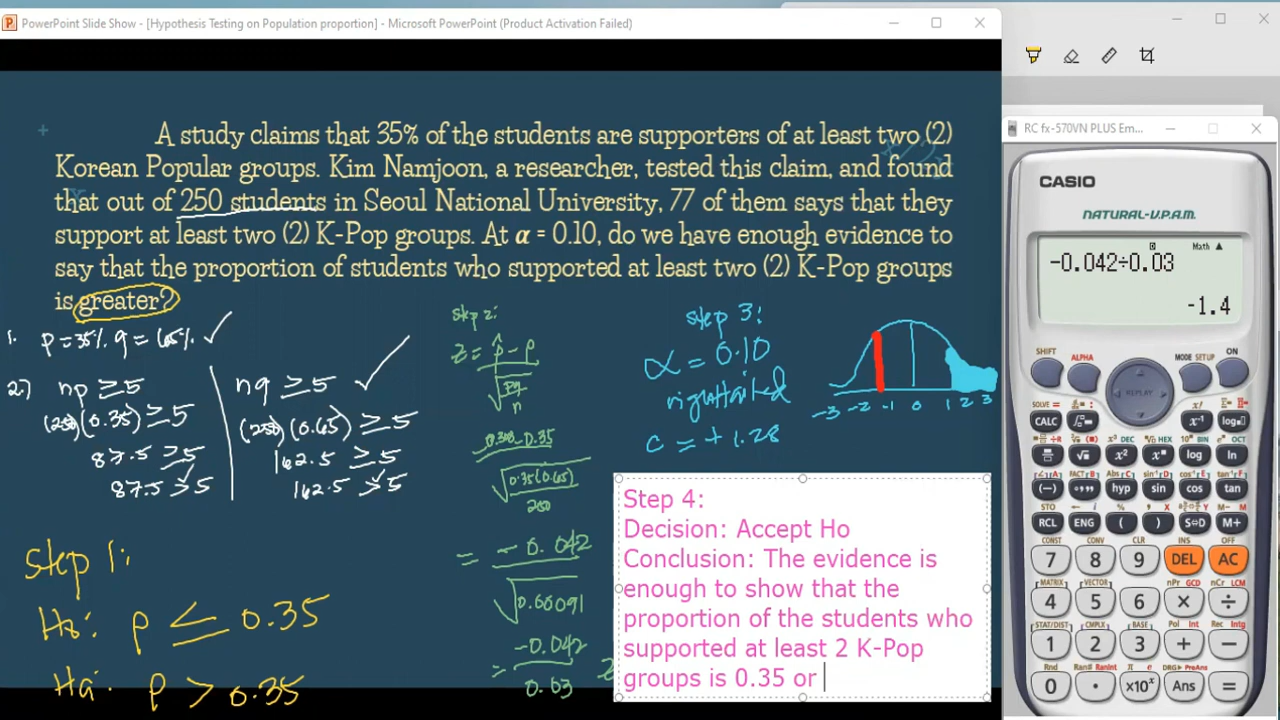 PowerPoint Slide Show - [Hypothesis Testing on Population proportion] - Microsoft PowerPoint (Product Activation Failed)
A study claims that 35% of the students are supporters of at least two (2)
Korean Popular groups. Kim Namjoon, a researcher, tested this claim, and found
that out of 250 students in Seoul National University, 77 of them says that they
support at least two (2) K-Pop groups. At α = 0.10, do we have enough evidence to
say that the proportion of students who supported at least two (2) K-Pop groups
is greater?
1. p = 35% q = 65% ✓
2.) np ≥ 5
(250)(0.35) ≥ 5
87.5 ≥ 5
87.5 > 5
nq ≥ 5 ✓
(250)(0.65) ≥ 5
162.5 ≥ 5
162.5 > 5
Step 1:
Ho: p ≤ 0.35
Ha: p > 0.35
step 2:
z = p̂ - p
√pq
n
0.308-0.35
√0.35(0.65)
250
= -0.042
√0.00091
= -0.042
0.03
z
step 3:
α = 0.10
right tailed
c = + 1.28
-3 -2 -1 0 1 2 3
Step 4:
Decision: Accept Ho
Conclusion: The evidence is
enough to show that the
proportion of the students who
supported at least 2 K-Pop
groups is 0.35 or
RC fx-570VN PLUS Em...
CASIO
NATURAL-V.P.A.M.
Math ▲
-0.042÷0.03
-1.4
SHIFT ALPHA MODE SETUP ON
REPLAY
CALC
log
ln
hyp sin cos tan
RCL ENG ( ) S⇔D M+
7 8 9 DEL AC
4 5 6 × ÷
1 2 3 + -
0 • ×10ˣ Ans =